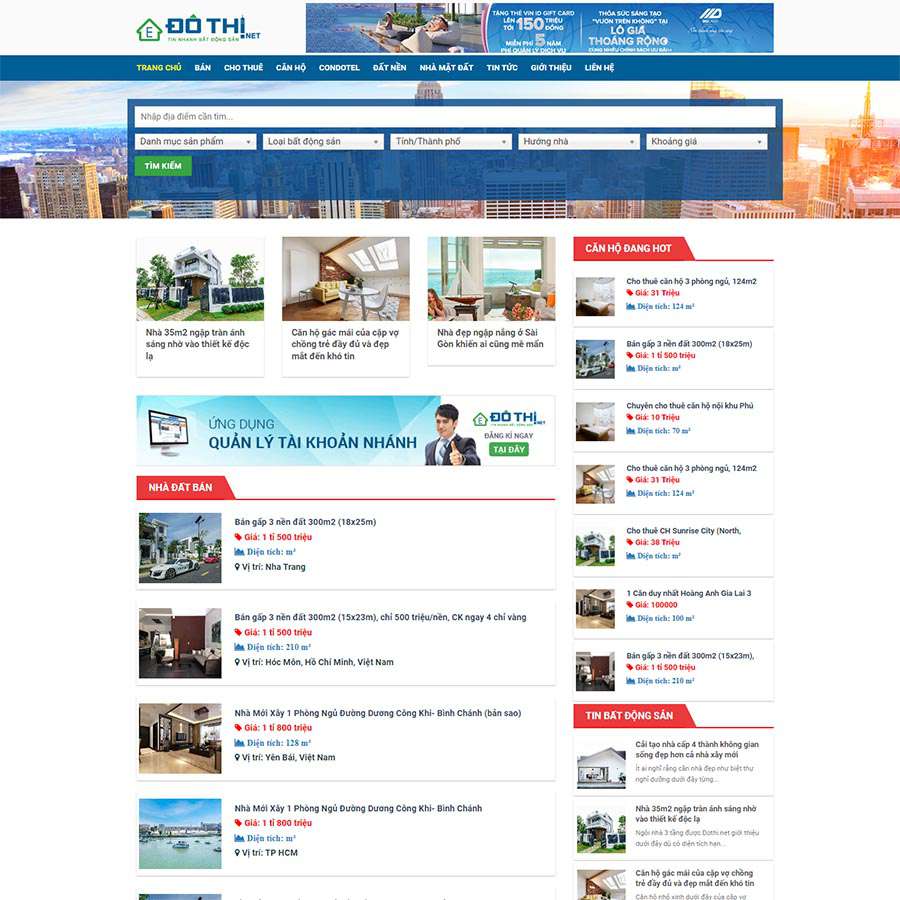 ĐÔ THỊ.NET
TIN NHANH BẤT ĐỘNG SẢN
TẶNG THẺ VIN ID GIFT CARD
LÊN TỚI 150 TRIỆU ĐỒNG
MIỄN PHÍ 5 NĂM
PHÍ QUẢN LÝ DỊCH VỤ
THỎA SỨC SÁNG TẠO
"VƯỜN TRÊN KHÔNG" TẠI
LÔ GIA
THOÁNG RỘNG
TRANG CHỦ BÁN CHO THUÊ CĂN HỘ CONDOTEL ĐẤT NỀN NHÀ MẶT ĐẤT TIN TỨC GIỚI THIỆU LIÊN HỆ
Nhập địa điểm cần tìm...
Danh mục sản phẩm Loại bất động sản Tỉnh/Thành phố Hướng nhà Khoảng giá
TÌM KIẾM
Nhà 35m2 ngập tràn ánh
sáng nhờ vào thiết kế độc
lạ
Căn hộ gác mái của cặp vợ
chồng trẻ đầy đủ và đẹp
mắt đến khó tin
Nhà đẹp ngập nắng ở Sài
Gòn khiến ai cũng mê mẩn
ỨNG DỤNG
QUẢN LÝ TÀI KHOẢN NHÁNH
ĐÔ THỊ.NET
ĐĂNG KÍ NGAY
TẠI ĐÂY
NHÀ ĐẤT BÁN
Bán gấp 3 nền đất 300m2 (18x25m)
Giá: 1 tỉ 500 triệu
Diện tích: m²
Vị trí: Nha Trang
Bán gấp 3 nền đất 300m2 (15x23m), chỉ 500 triệu/nền, CK ngay 4 chỉ vàng
Giá: 1 tỉ 500 triệu
Diện tích: 210 m²
Vị trí: Hóc Môn, Hồ Chí Minh, Việt Nam
Nhà Mới Xây 1 Phòng Ngủ Đường Dương Công Khi- Bình Chánh (bản sao)
Giá: 1 tỉ 800 triệu
Diện tích: 128 m²
Vị trí: Yên Bái, Việt Nam
Nhà Mới Xây 1 Phòng Ngủ Đường Dương Công Khi- Bình Chánh
Giá: 1 tỉ 800 triệu
Diện tích: m²
Vị trí: TP HCM
CĂN HỘ ĐANG HOT
Cho thuê căn hộ 3 phòng ngủ, 124m2
Giá: 31 Triệu
Diện tích: 124 m²
Bán gấp 3 nền đất 300m2 (18x25m)
Giá: 1 tỉ 500 triệu
Diện tích: m²
Chuyên cho thuê căn hộ nội khu Phú
Giá: 10 Triệu
Diện tích: 70 m²
Cho thuê căn hộ 3 phòng ngủ, 124m2
Giá: 31 Triệu
Diện tích: 124 m²
Cho thuê CH Sunrise City (North,
Giá: 38 Triệu
Diện tích: m²
1 Căn duy nhất Hoàng Anh Gia Lai 3
Giá: 100000
Diện tích: 100 m²
Bán gấp 3 nền đất 300m2 (15x23m),
Giá: 1 tỉ 500 triệu
Diện tích: 210 m²
TIN BẤT ĐỘNG SẢN
Cải tạo nhà cấp 4 thành không gian
sống đẹp hơn cả nhà xây mới
Ít ai nghĩ rằng căn nhà đẹp như biệt thự
nghỉ dưỡng dưới đây từng...
Nhà 35m2 ngập tràn ánh sáng nhờ
vào thiết kế độc lạ
Ngôi nhà 3 tầng được Dothi.net giới thiệu
dưới đây dù có diện tích hạn...
Căn hộ gác mái của cặp vợ chồng
trẻ đầy đủ và đẹp mắt đến khó tin
Căn hộ nhỏ xinh dưới đây của cặp vợ